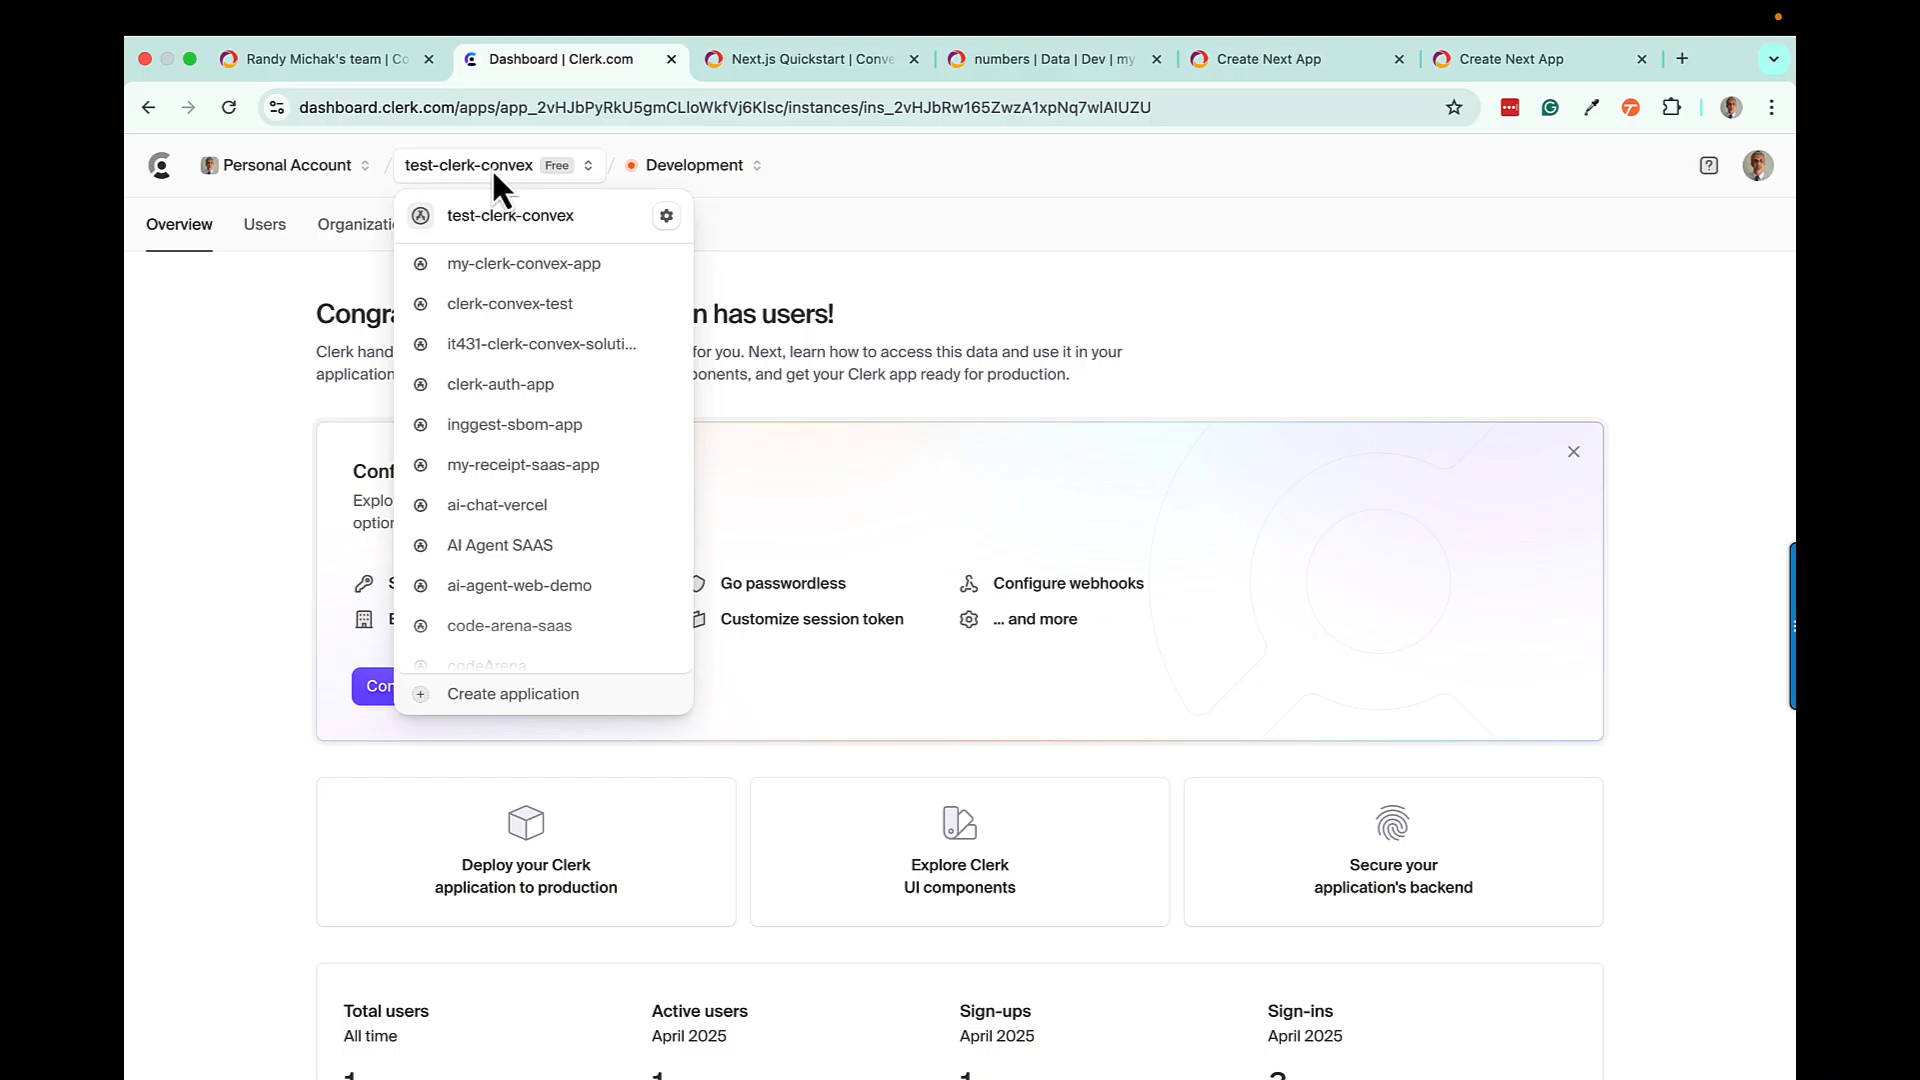 Randy Michak's team | Co
Dashboard | Clerk.com
Next.js Quickstart | Conve
numbers | Data | Dev | my
Create Next App
Create Next App
dashboard.clerk.com/apps/app_2vHJbPyRkU5gmCLloWkfVj6Klsc/instances/ins_2vHJbRw165ZwzA1xpNq7wlAIUZU
Personal Account
/
test-clerk-convex
Free
/
Development
Overview
Users
Organizati
test-clerk-convex
my-clerk-convex-app
clerk-convex-test
it431-clerk-convex-soluti...
clerk-auth-app
inggest-sbom-app
my-receipt-saas-app
ai-chat-vercel
AI Agent SAAS
ai-agent-web-demo
code-arena-saas
codeArena
Create application
Congra
n has users!
Clerk hand
for you. Next, learn how to access this data and use it in your
application
ponents, and get your Clerk app ready for production.
Conf
Explo
option
Go passwordless
Configure webhooks
Customize session token
... and more
Con
Deploy your Clerk
application to production
Explore Clerk
UI components
Secure your
application's backend
Total users
All time
Active users
April 2025
Sign-ups
April 2025
Sign-ins
April 2025